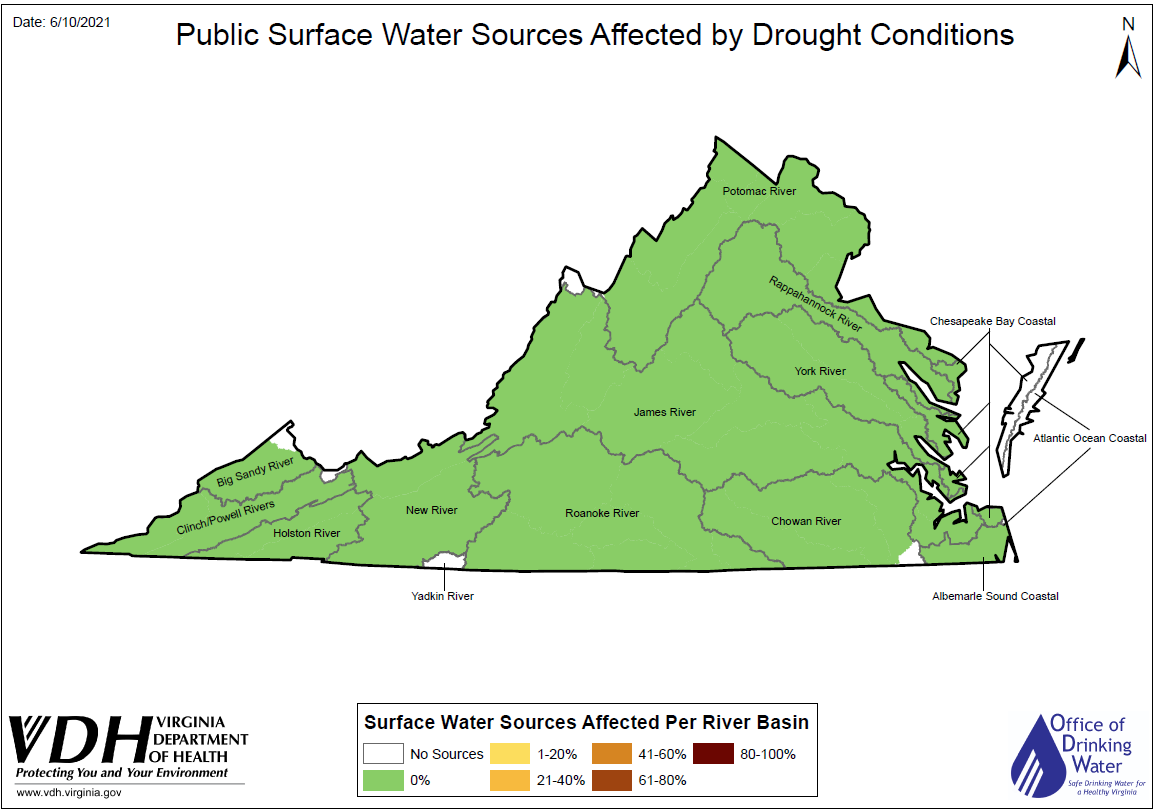 Date: 6/10/2021
Public Surface Water Sources Affected by Drought Conditions
N
Potomac River
Rappahannock River
Chesapeake Bay Coastal
York River
James River
Atlantic Ocean Coastal
Big Sandy River
Clinch/Powell Rivers
New River
Roanoke River
Chowan River
Holston River
Yadkin River
Albemarle Sound Coastal
VDH
VIRGINIA
DEPARTMENT
OF HEALTH
Protecting You and Your Environment
www.vdh.virginia.gov
Surface Water Sources Affected Per River Basin
No Sources
1-20%
41-60%
80-100%
0%
21-40%
61-80%
Office of
Drinking
Water
Safe Drinking Water for
a Healthy Virginia